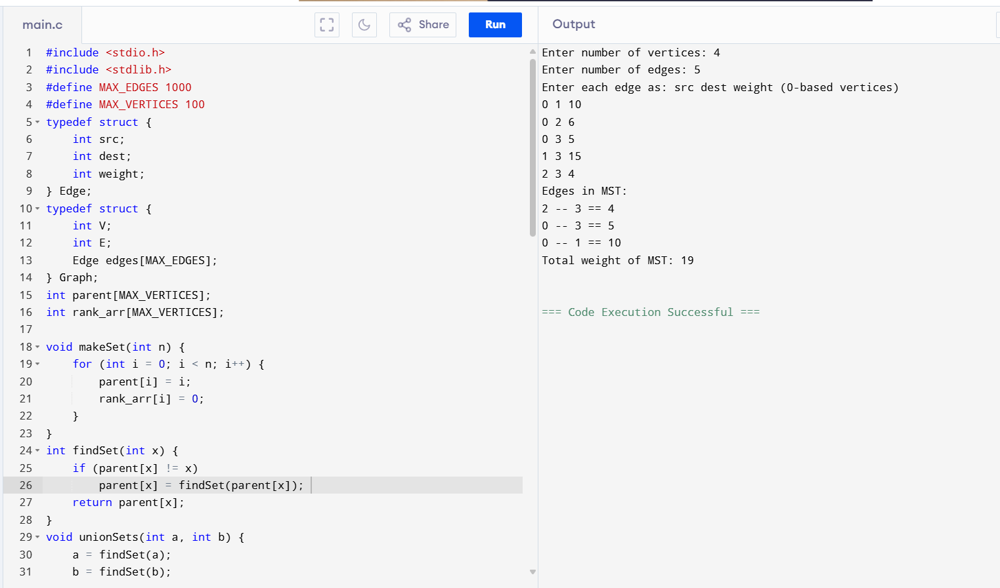 main.c
Share
Run
Output
1 #include <stdio.h>
2 #include <stdlib.h>
3 #define MAX_EDGES 1000
4 #define MAX_VERTICES 100
5 typedef struct {
6     int src;
7     int dest;
8     int weight;
9 } Edge;
10 typedef struct {
11     int V;
12     int E;
13     Edge edges[MAX_EDGES];
14 } Graph;
15 int parent[MAX_VERTICES];
16 int rank_arr[MAX_VERTICES];
17
18 void makeSet(int n) {
19     for (int i = 0; i < n; i++) {
20         parent[i] = i;
21         rank_arr[i] = 0;
22     }
23 }
24 int findSet(int x) {
25     if (parent[x] != x)
26         parent[x] = findSet(parent[x]);
27     return parent[x];
28 }
29 void unionSets(int a, int b) {
30     a = findSet(a);
31     b = findSet(b);
Enter number of vertices: 4
Enter number of edges: 5
Enter each edge as: src dest weight (0-based vertices)
0 1 10
0 2 6
0 3 5
1 3 15
2 3 4
Edges in MST:
2 -- 3 == 4
0 -- 3 == 5
0 -- 1 == 10
Total weight of MST: 19
=== Code Execution Successful ===